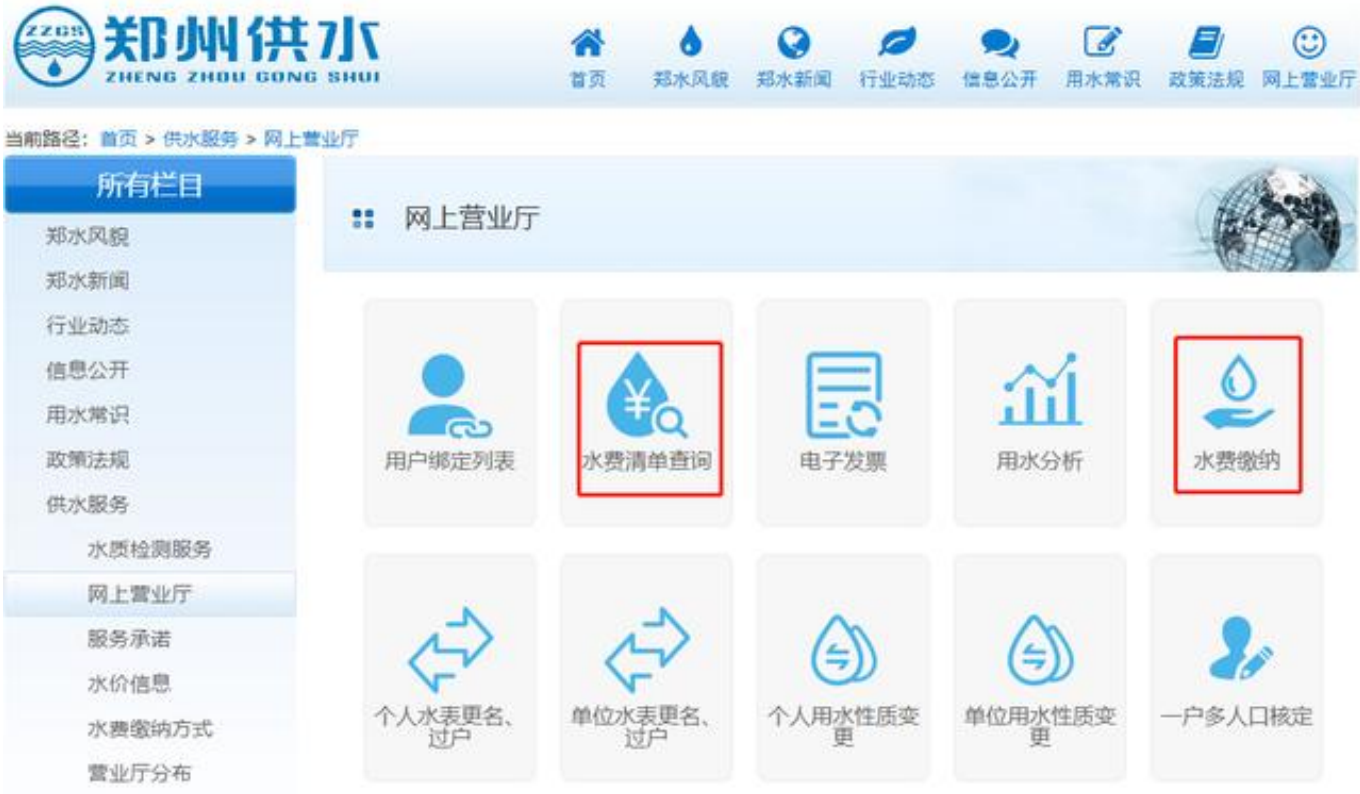 ZZGS 郑州供水
ZHENG ZHOU GONG SHUI
首页 郑水风貌 郑水新闻 行业动态 信息公开 用水常识 政策法规 网上营业厅
当前路径：首页 > 供水服务 > 网上营业厅
所有栏目
郑水风貌
郑水新闻
行业动态
信息公开
用水常识
政策法规
供水服务
水质检测服务
网上营业厅
服务承诺
水价信息
水费缴纳方式
营业厅分布
网上营业厅
用户绑定列表
水费清单查询
电子发票
用水分析
水费缴纳
个人水表更名、
过户
单位水表更名、
过户
个人用水性质变
更
单位用水性质变
更
一户多人口核定